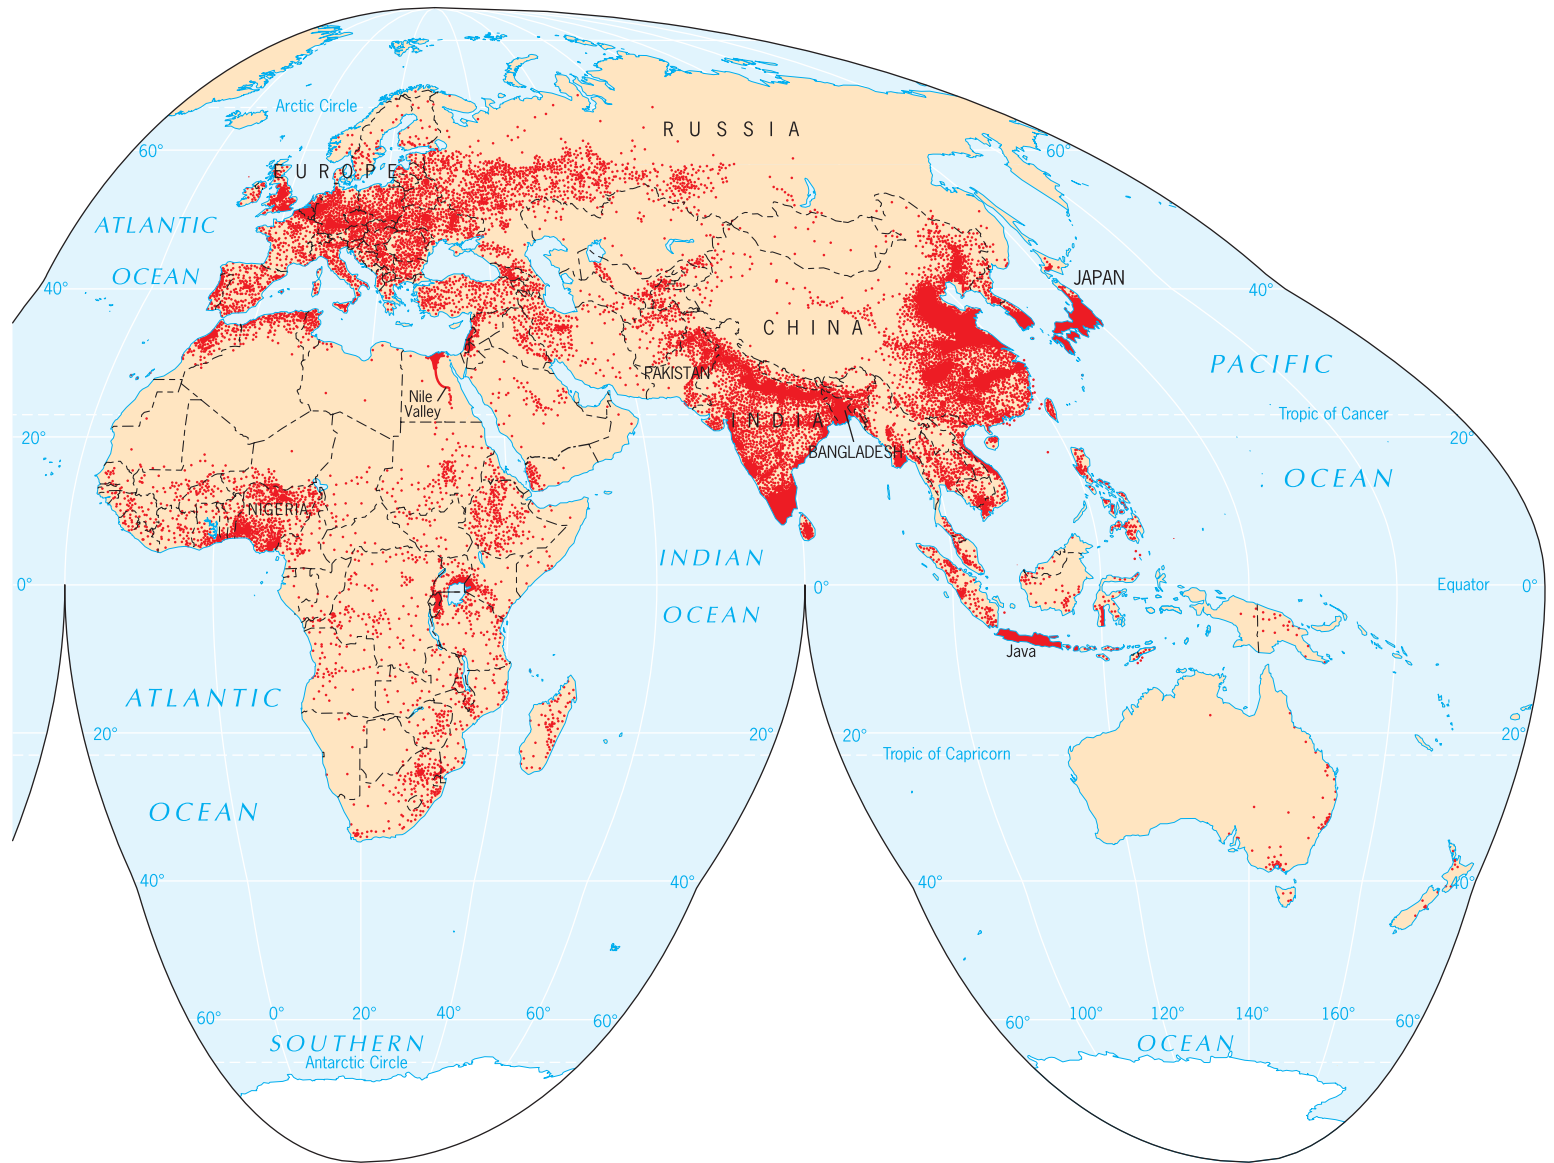 Arctic Circle
RUSSIA
60°
60°
EUROPE
ATLANTIC
OCEAN
40°
JAPAN
40°
CHINA
PACIFIC
OCEAN
PAKISTAN
Nile
Valley
Tropic of Cancer
INDIA
20°
20°
BANGLADESH
NIGERIA
INDIAN
OCEAN
0°
0°
Equator
0°
Java
ATLANTIC
OCEAN
20°
20°
20°
20°
Tropic of Capricorn
40°
40°
40°
40°
60°
0°
20°
40°
60°
60°
60°
100°
120°
140°
160°
60°
SOUTHERN
OCEAN
Antarctic Circle